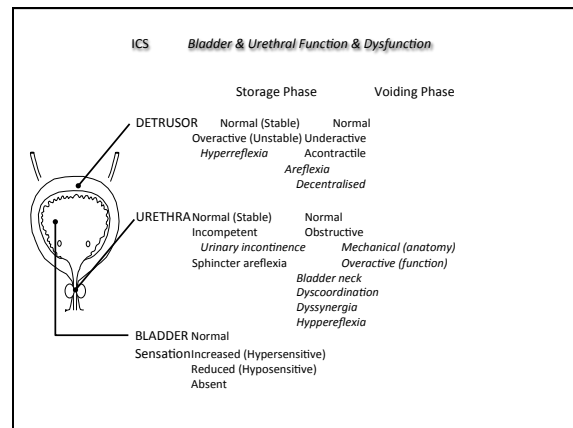 ICS Bladder & Urethral Function & Dysfunction
Storage Phase Voiding Phase
DETRUSOR Normal (Stable) Normal
Overactive (Unstable) Underactive
Hyperreflexia Acontractile
Areflexia
Decentralised
URETHRA Normal (Stable) Normal
Incompetent Obstructive
Urinary incontinence Mechanical (anatomy)
Sphincter areflexia Overactive (function)
Bladder neck
Dyscoordination
Dyssynergia
Hyppereflexia
BLADDER Normal
Sensation Increased (Hypersensitive)
Reduced (Hyposensitive)
Absent